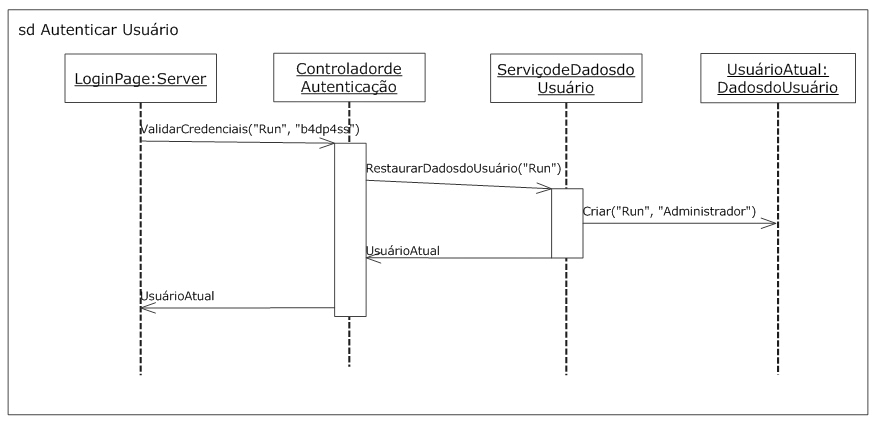 sd Autenticar Usuário
LoginPage:Server
Controladorde
Autenticação
ServiçodeDadosdo
Usuário
UsuárioAtual:
DadosdoUsuário
ValidarCredenciais("Run", "b4dp4ss")
RestaurarDadosdoUsuário("Run")
Criar("Run", "Administrador")
UsuárioAtual
UsuárioAtual